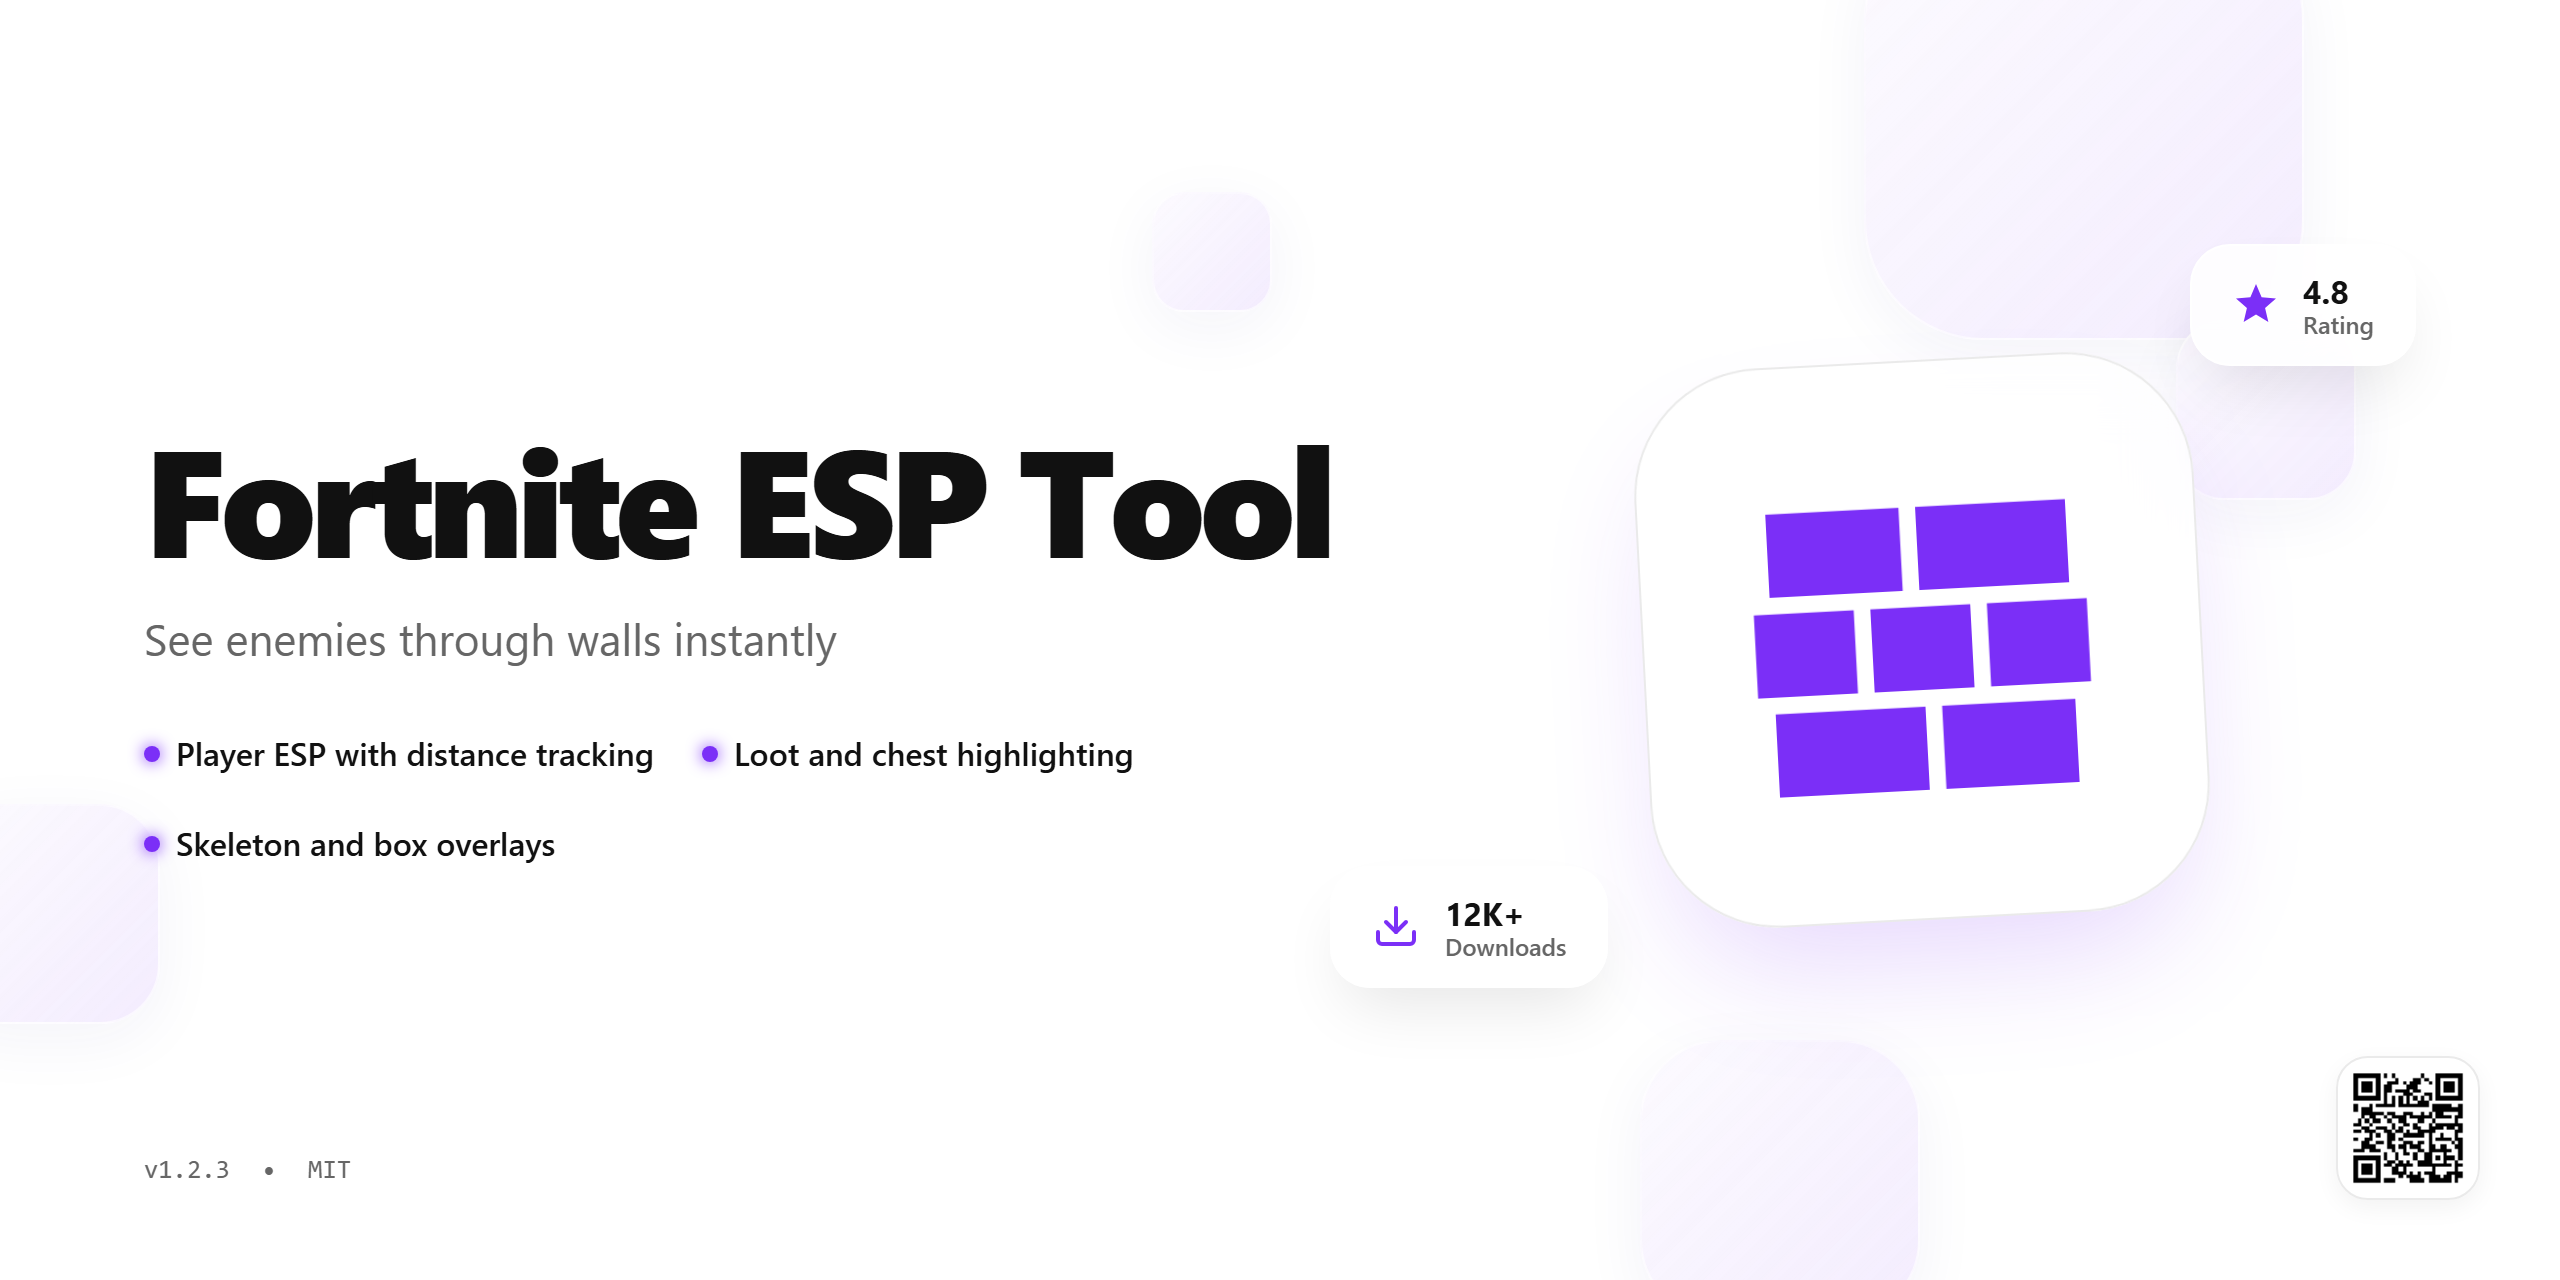 Fortnite ESP Tool
See enemies through walls instantly
Player ESP with distance tracking
Loot and chest highlighting
Skeleton and box overlays
4.8
Rating
12K+
Downloads
v1.2.3 • MIT